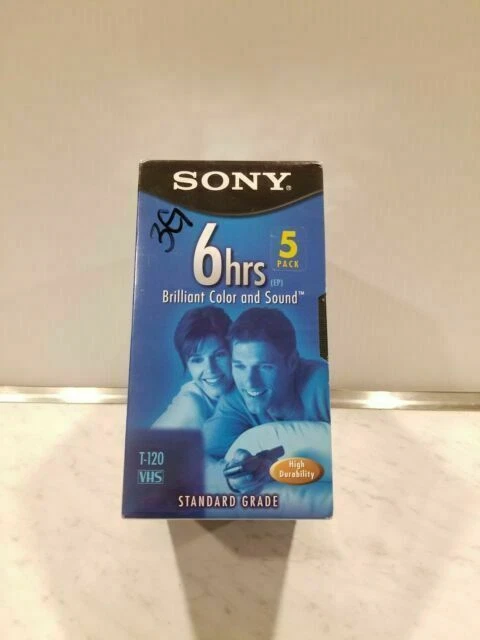 SONY®
6hrs (EP)
5
PACK
Brilliant Color and Sound™
T-120
VHS
High
Durability
STANDARD GRADE